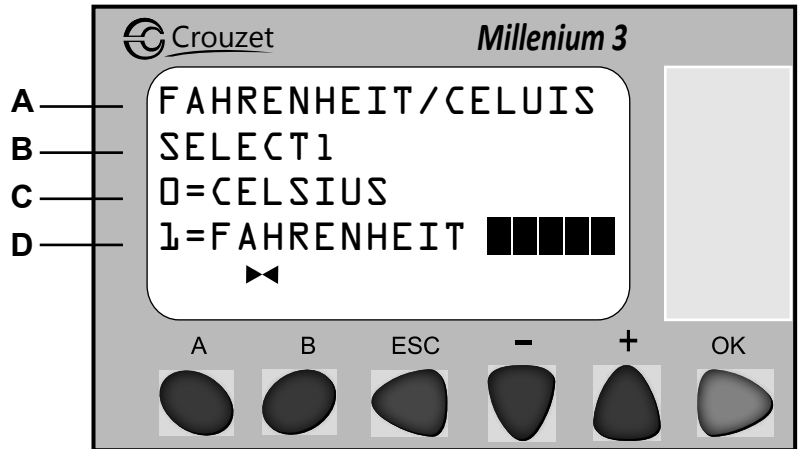 Crouzet Millenium 3
A FAHRENHEIT/CELUIS
B SELECT1
C 0=CELSIUS
D 1=FAHRENHEIT
A B ESC - + OK